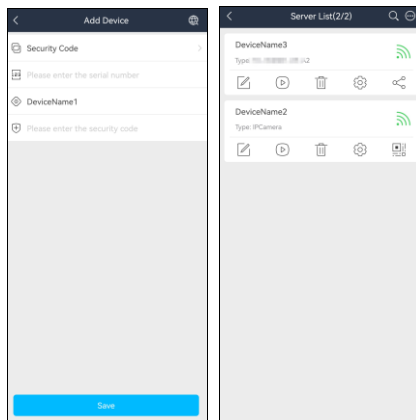 Add Device
Security Code
Please enter the serial number
DeviceName1
Please enter the security code
Save
Server List(2/2)
DeviceName3
Type:
DeviceName2
Type: IPCamera